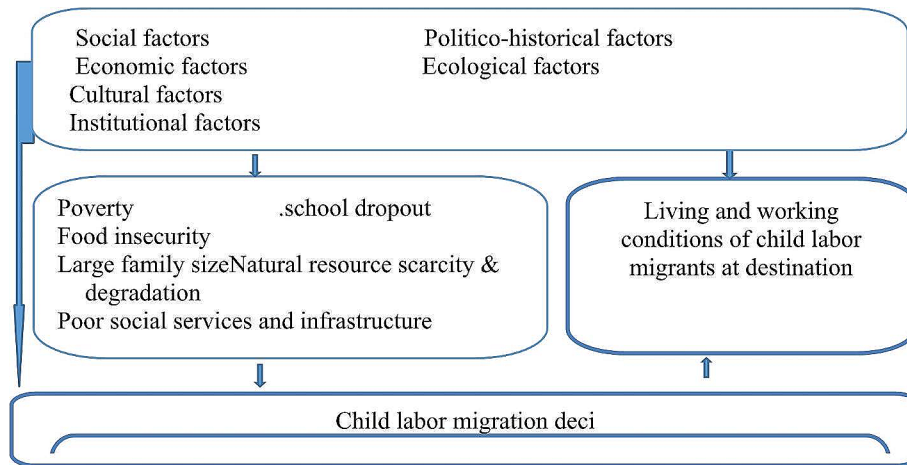 Social factors Politico-historical factors
Economic factors Ecological factors
Cultural factors
Institutional factors
Poverty .school dropout
Food insecurity
Large family sizeNatural resource scarcity &
degradation
Poor social services and infrastructure
Living and working
conditions of child labor
migrants at destination
Child labor migration deci